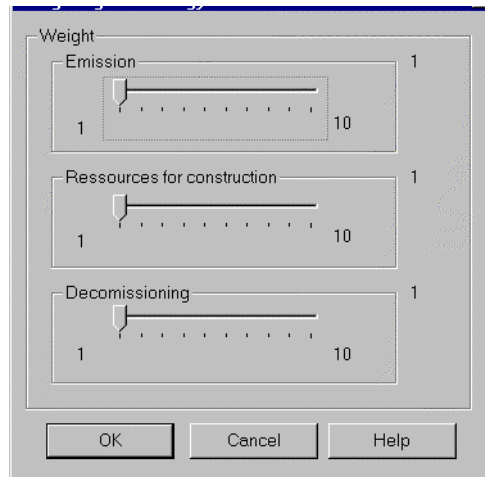 Weight
Emission 1
1 10
Ressources for construction 1
1 10
Decomissioning 1
1 10
OK Cancel Help